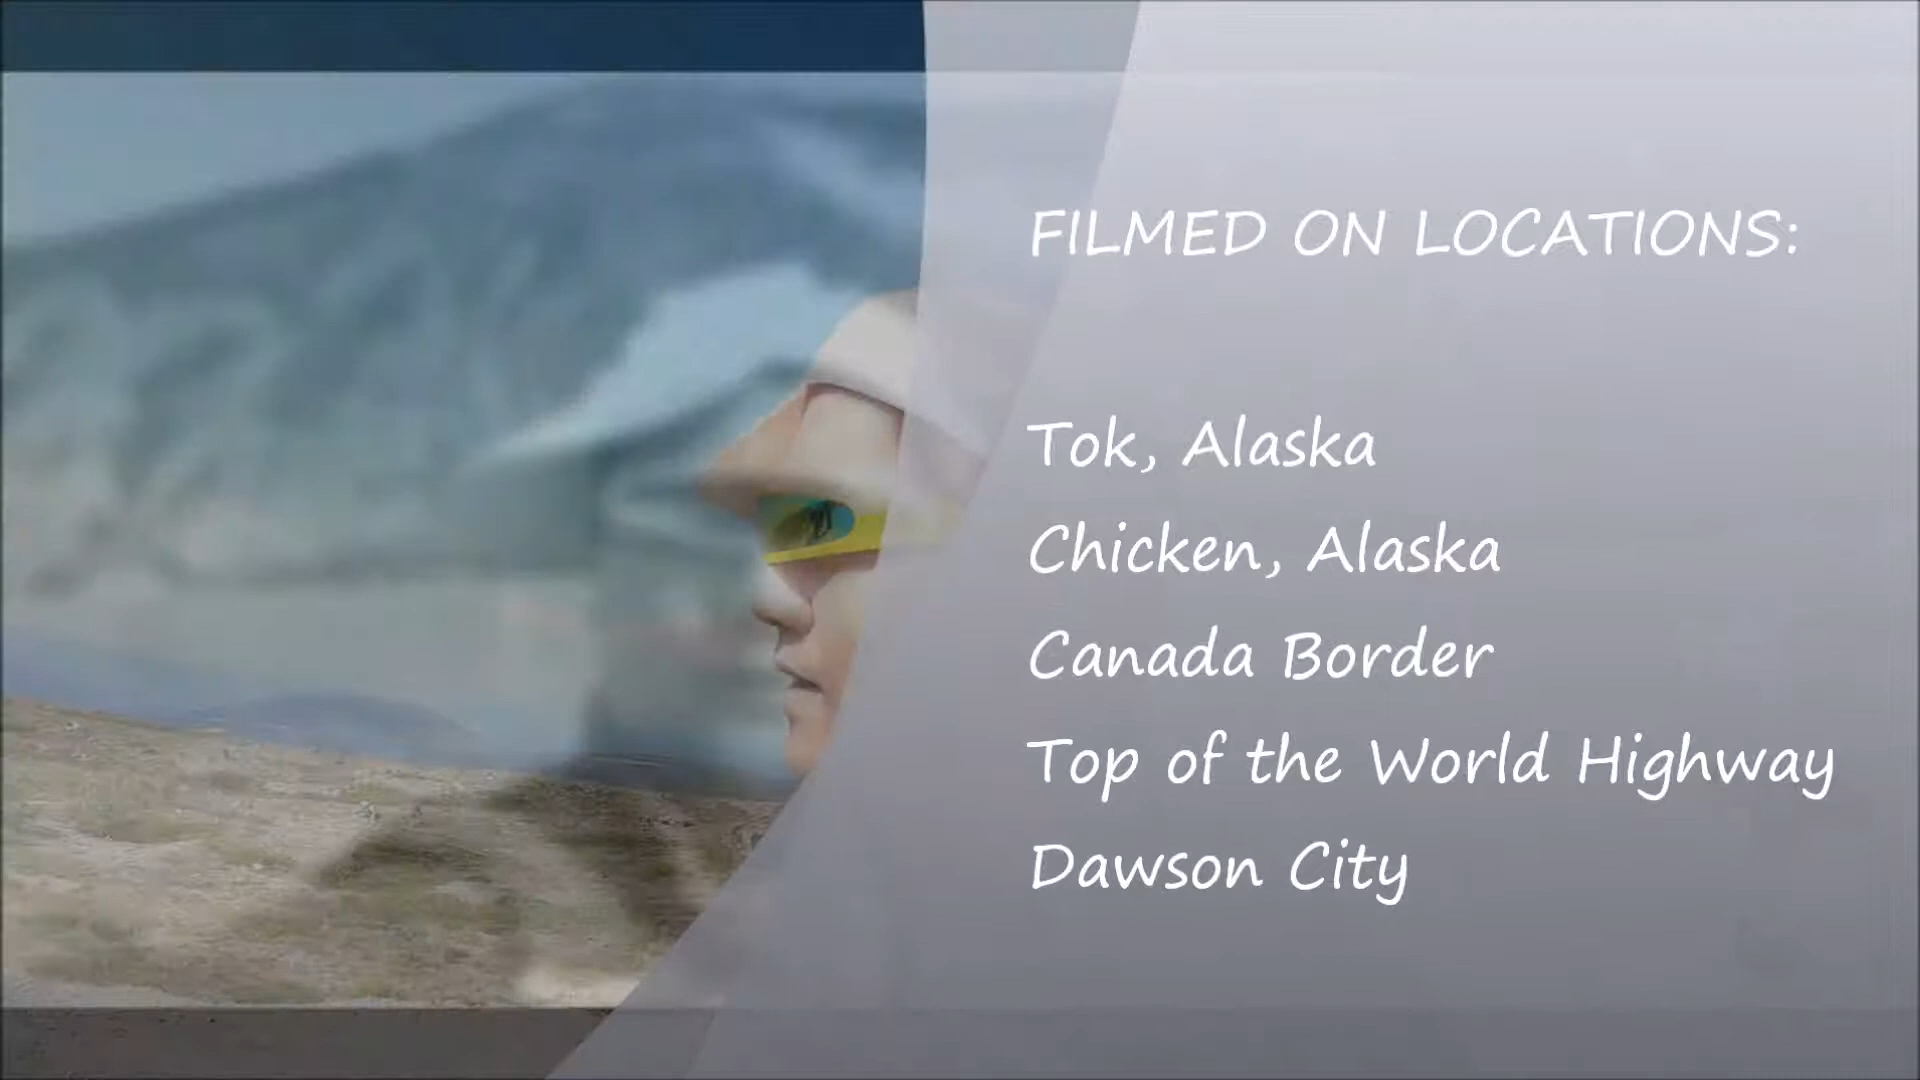 FILMED ON LOCATIONS:
Tok, Alaska
Chicken, Alaska
Canada Border
Top of the World Highway
Dawson City